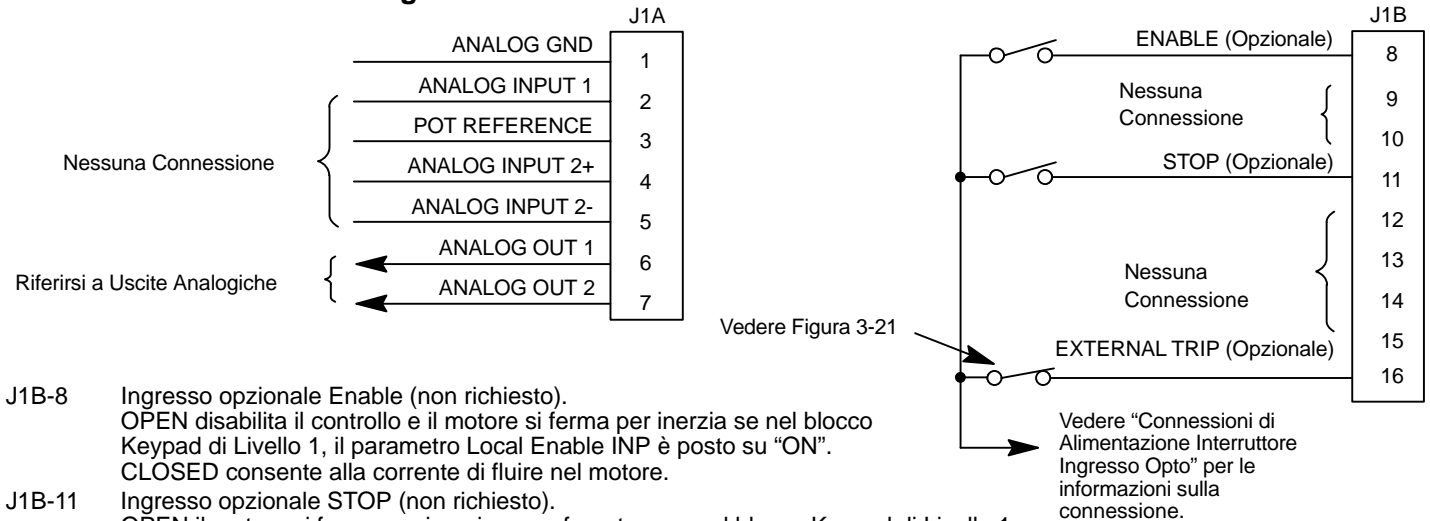 J1A
ANALOG GND
1
ANALOG INPUT 1
2
POT REFERENCE
3
Nessuna Connessione
ANALOG INPUT 2+
4
ANALOG INPUT 2-
5
ANALOG OUT 1
6
Riferirsi a Uscite Analogiche
ANALOG OUT 2
7
J1B
ENABLE (Opzionale)
8
Nessuna
Connessione
9
10
STOP (Opzionale)
11
12
13
Nessuna
Connessione
14
15
Vedere Figura 3-21
EXTERNAL TRIP (Opzionale)
16
Vedere “Connessioni di
Alimentazione Interruttore
Ingresso Opto” per le
informazioni sulla
connessione.
J1B-8 Ingresso opzionale Enable (non richiesto).
OPEN disabilita il controllo e il motore si ferma per inerzia se nel blocco
Keypad di Livello 1, il parametro Local Enable INP è posto su “ON”.
CLOSED consente alla corrente di fluire nel motore.
J1B-11 Ingresso opzionale STOP (non richiesto).